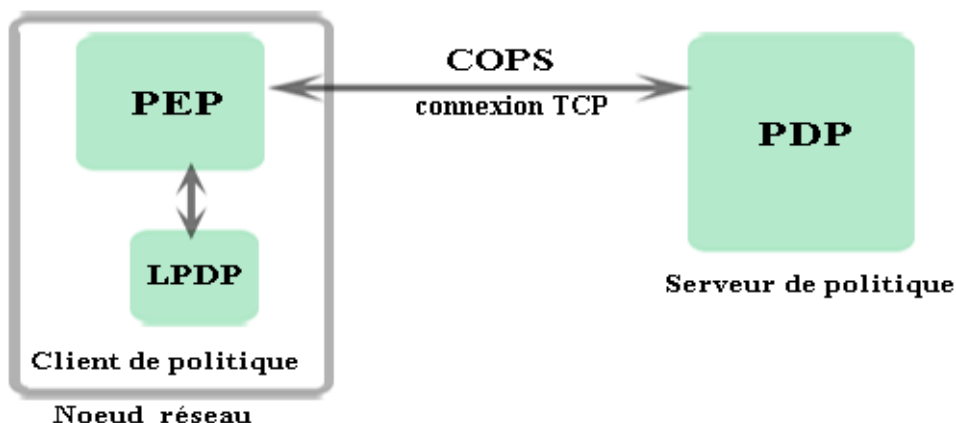 COPS
PEP
connexion TCP
PDP
LPDP
Serveur de politique
Client de politique
Noeud réseau